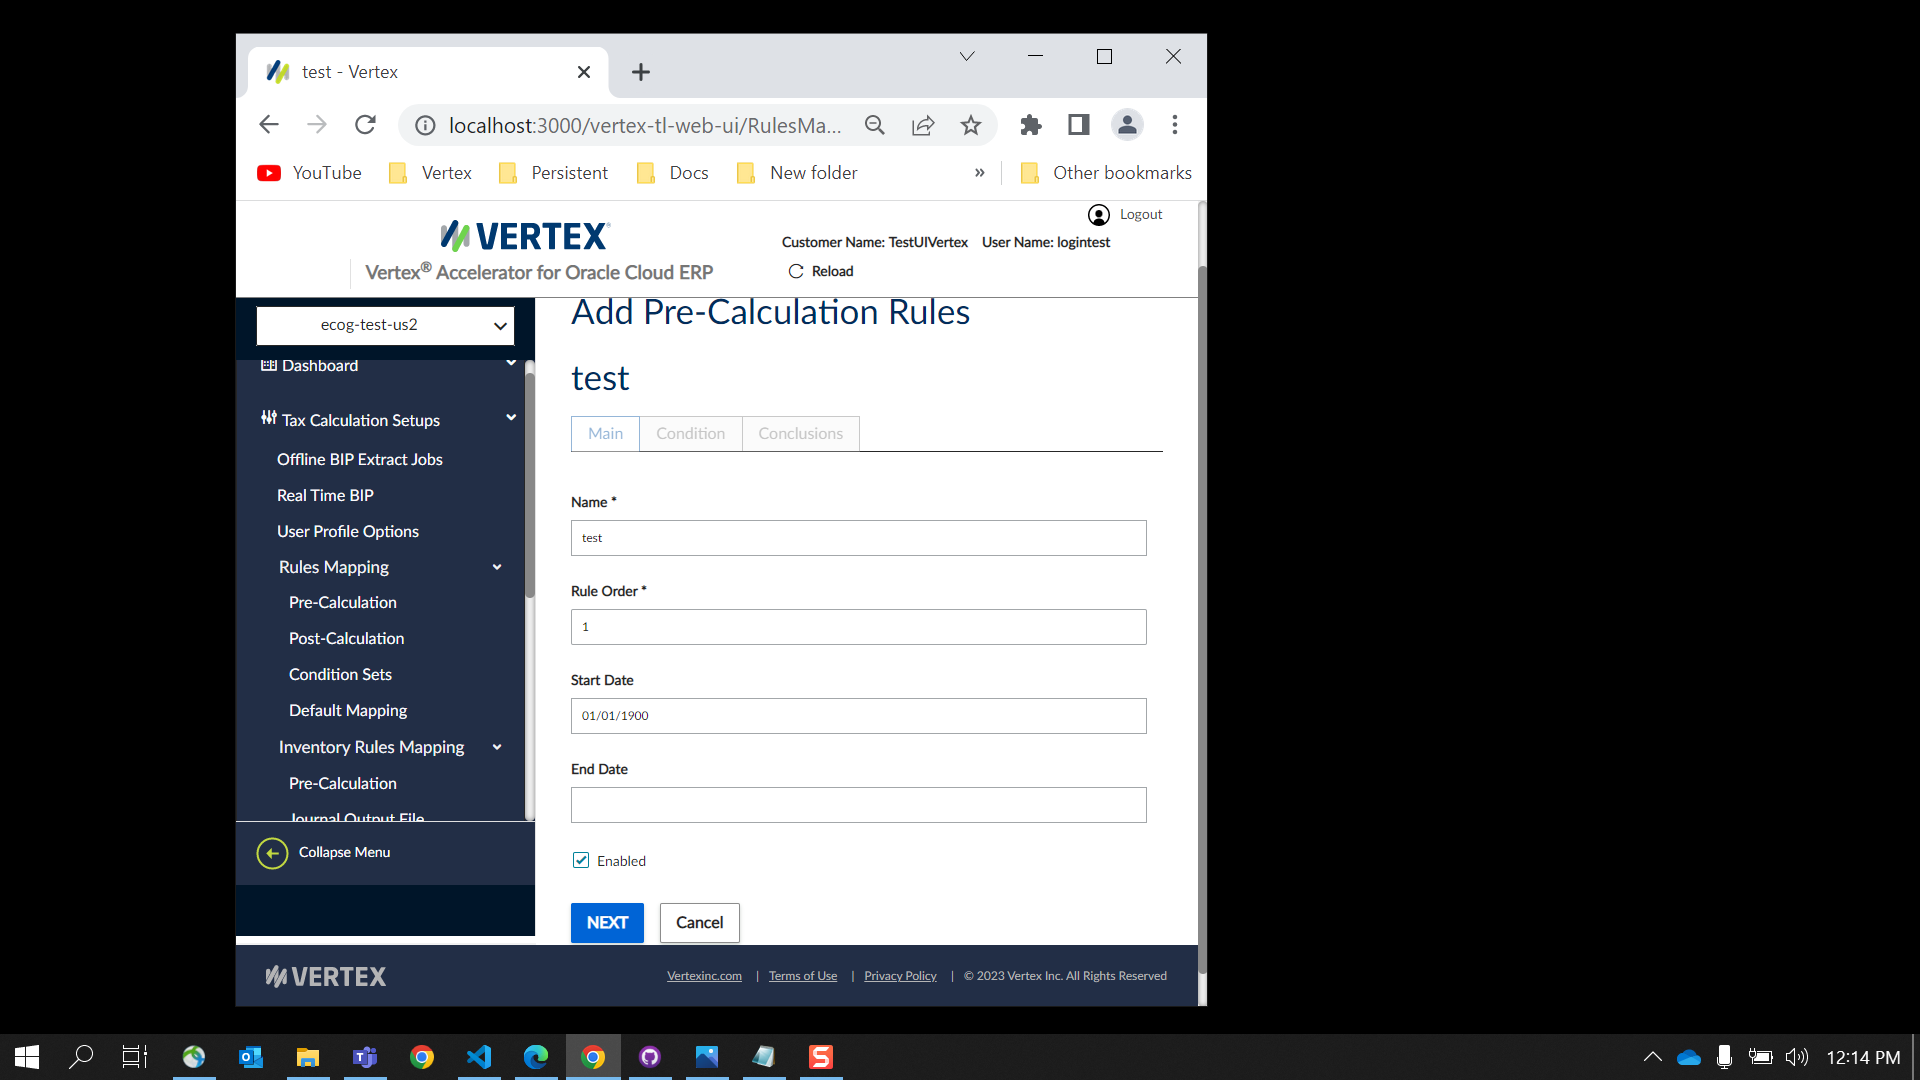 test - Vertex
localhost:3000/vertex-tl-web-ui/RulesMa...
YouTube
Vertex
Persistent
Docs
New folder
»
Other bookmarks
VERTEX®
Vertex® Accelerator for Oracle Cloud ERP
Logout
Customer Name: TestUIVertex User Name: logintest
Reload
ecog-test-us2
Dashboard
Tax Calculation Setups
Offline BIP Extract Jobs
Real Time BIP
User Profile Options
Rules Mapping
Pre-Calculation
Post-Calculation
Condition Sets
Default Mapping
Inventory Rules Mapping
Pre-Calculation
Journal Output File
Collapse Menu
Add Pre-Calculation Rules
test
Main
Condition
Conclusions
Name *
test
Rule Order *
1
Start Date
01/01/1900
End Date
Enabled
NEXT
Cancel
VERTEX
Vertexinc.com | Terms of Use | Privacy Policy | © 2023 Vertex Inc. All Rights Reserved
12:14 PM